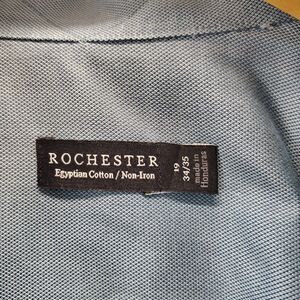 ROCHESTER
Egyptian Cotton / Non-Iron
19
34/35
made in
Honduras